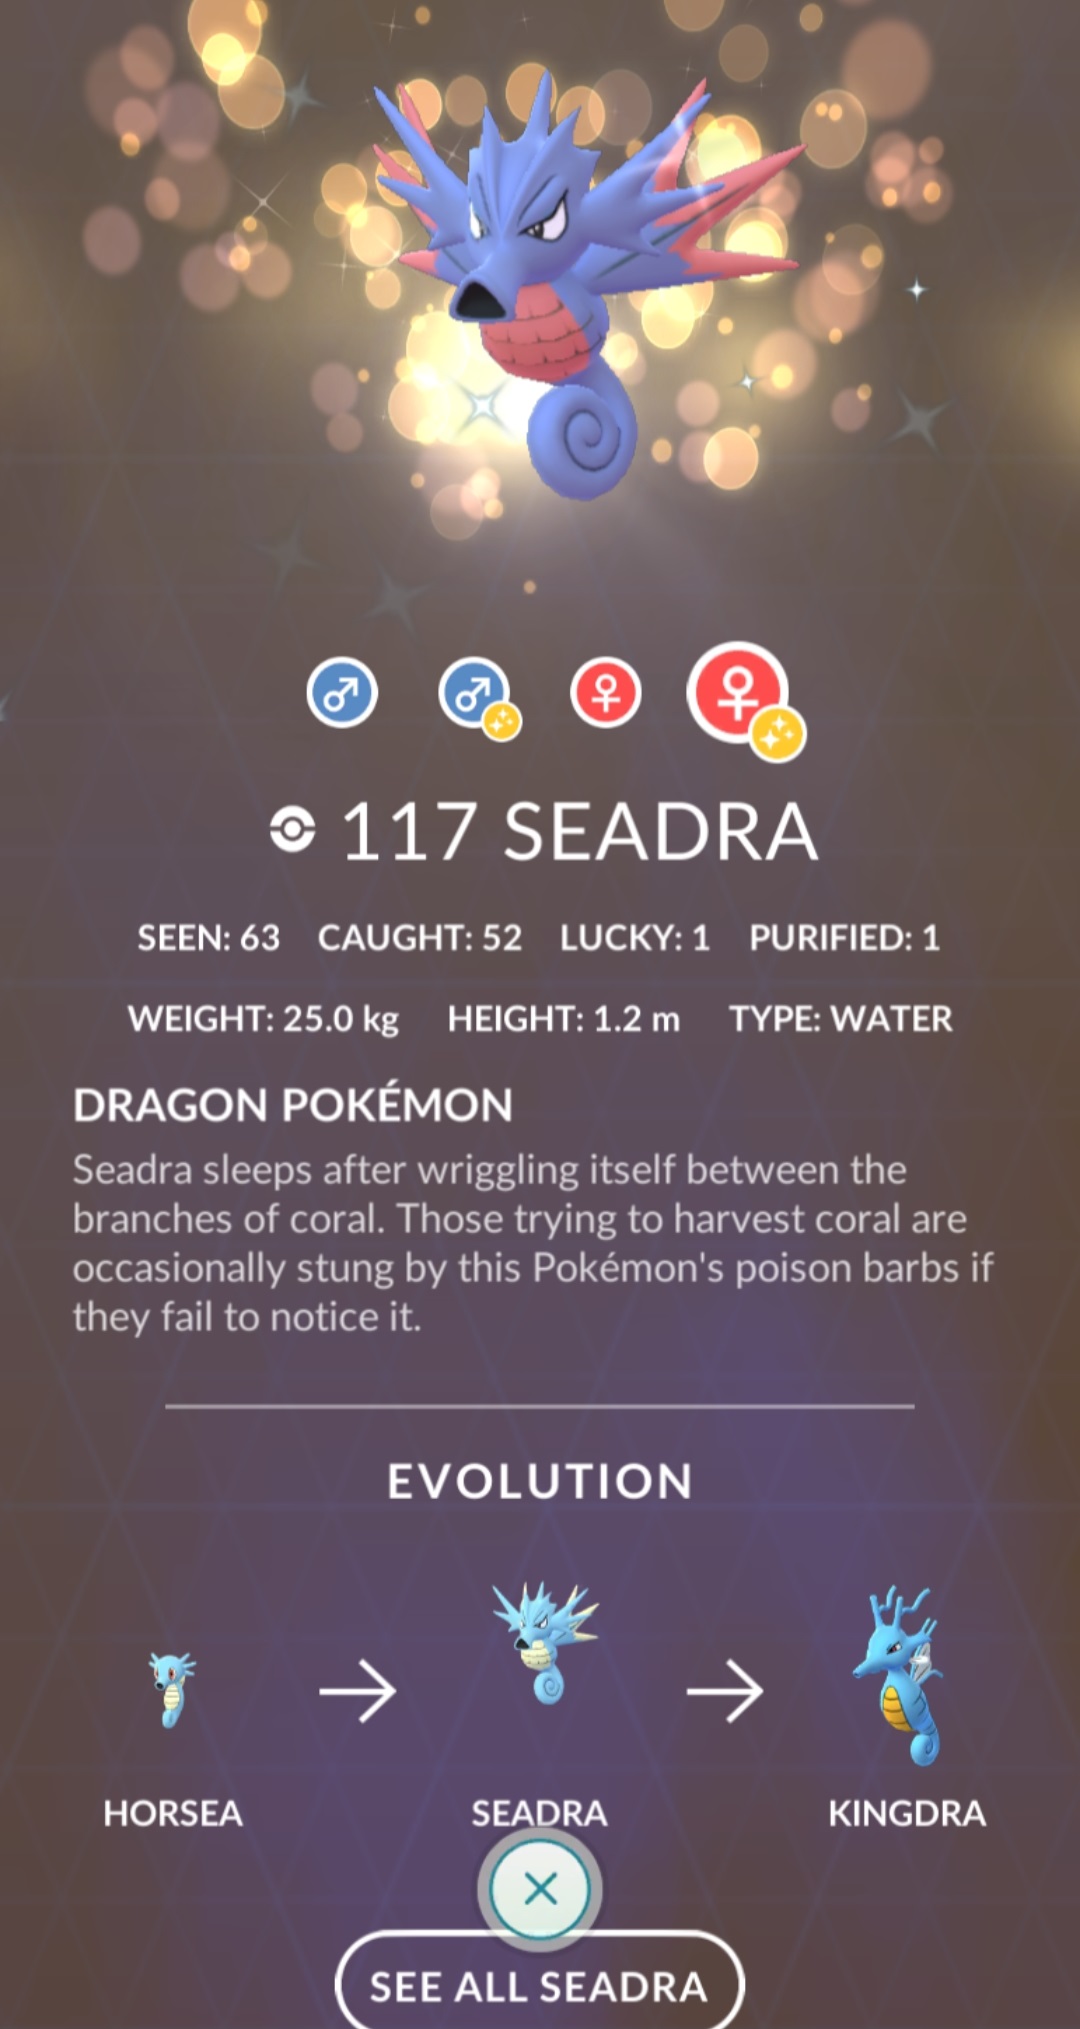 117 SEADRA
SEEN: 63 CAUGHT: 52 LUCKY: 1 PURIFIED: 1
WEIGHT: 25.0 kg HEIGHT: 1.2 m TYPE: WATER
DRAGON POKÉMON
Seadra sleeps after wriggling itself between the
branches of coral. Those trying to harvest coral are
occasionally stung by this Pokémon's poison barbs if
they fail to notice it.
EVOLUTION
HORSEA SEADRA KINGDRA
SEE ALL SEADRA